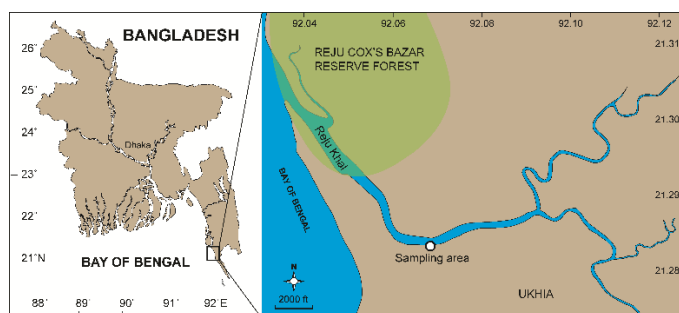 BANGLADESH
26°
25°
24°
23°
22°
21°N
Dhaka
BAY OF BENGAL
88°
89°
90°
91°
92°E
92.04
92.06
92.08
92.10
92.12
21.31
21.30
21.29
21.28
REJU COX'S BAZAR
RESERVE FOREST
Reju Khal
BAY OF BENGAL
Sampling area
N
2000 ft
UKHIA